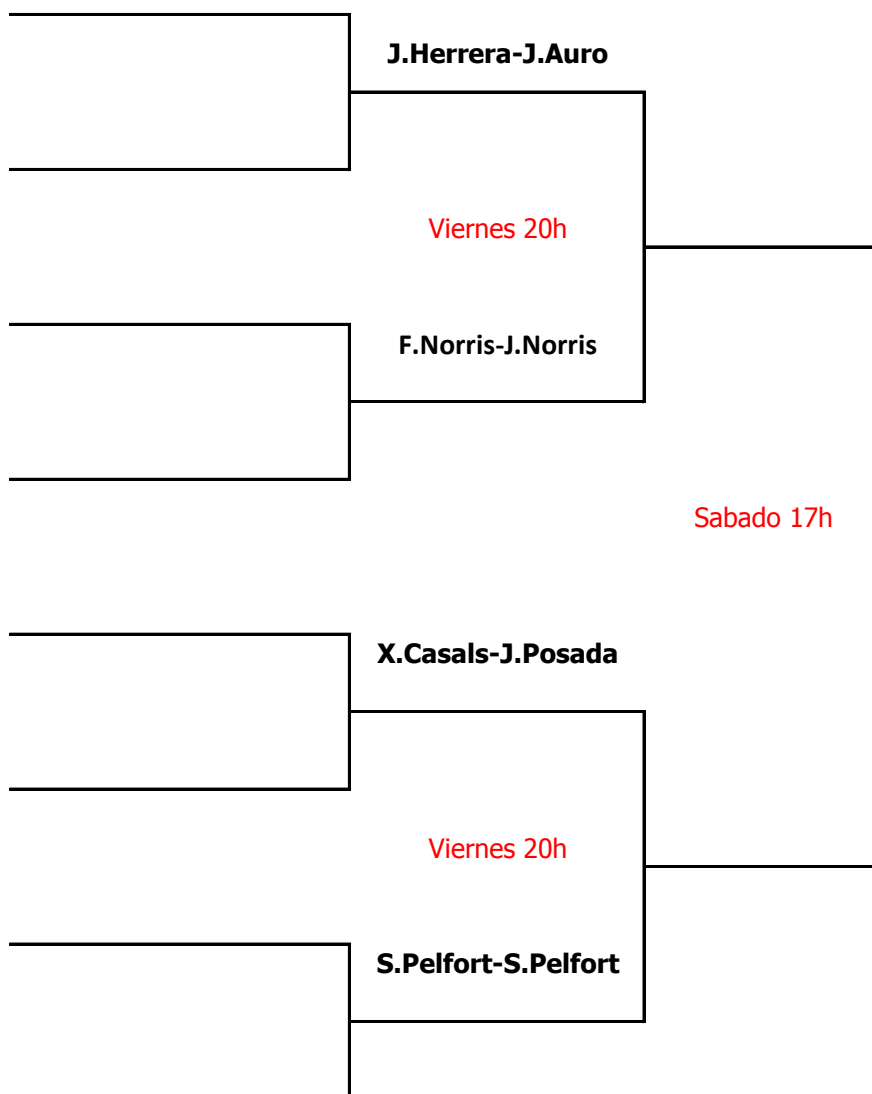 J.Herrera-J.Auro
Viernes 20h
F.Norris-J.Norris
Sabado 17h
X.Casals-J.Posada
Viernes 20h
S.Pelfort-S.Pelfort